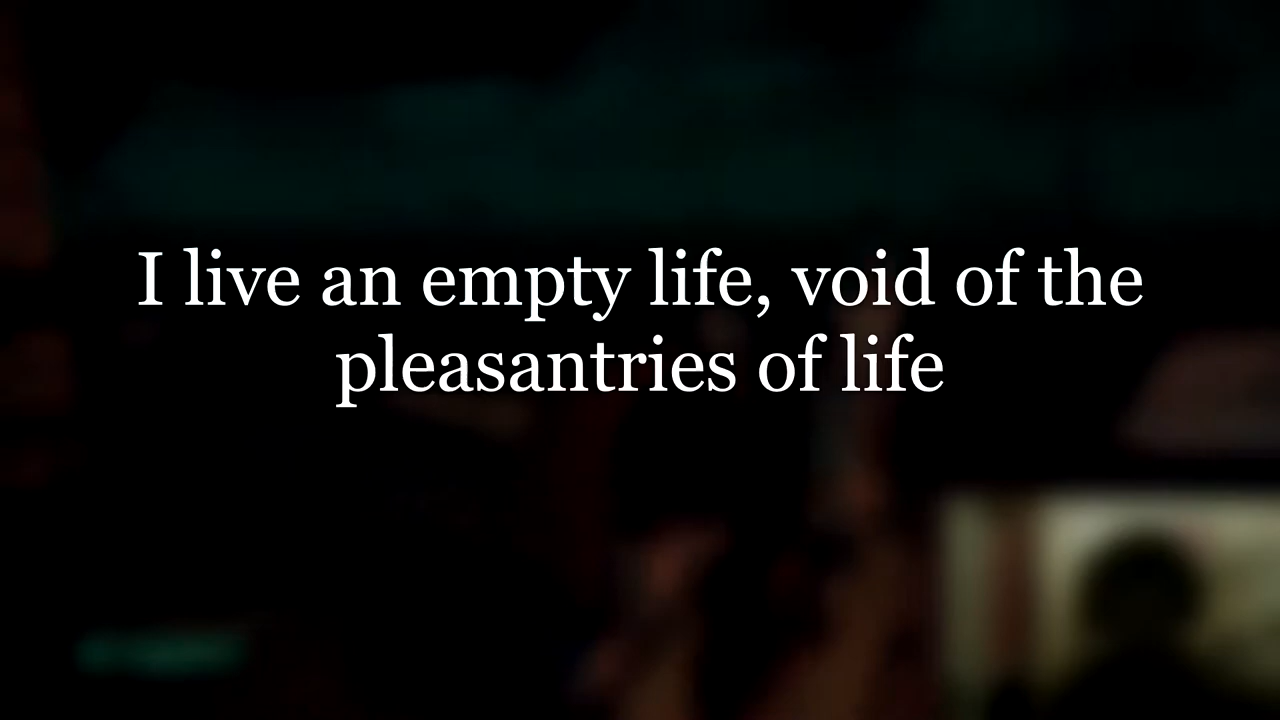 I live an empty life, void of the
pleasantries of life